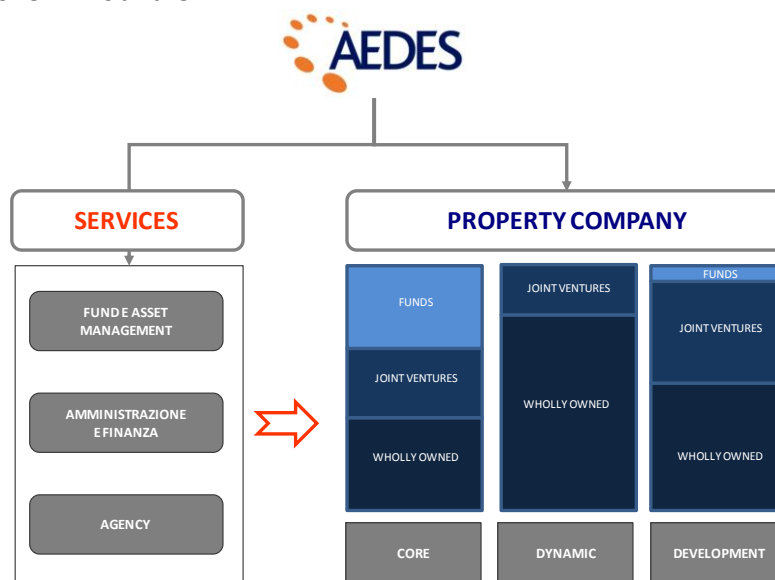 AEDES
SERVICES
PROPERTY COMPANY
FUND E ASSET
MANAGEMENT
AMMINISTRAZIONE
E FINANZA
AGENCY
FUNDS
JOINT VENTURES
WHOLLY OWNED
CORE
JOINT VENTURES
WHOLLY OWNED
DYNAMIC
FUNDS
JOINT VENTURES
WHOLLY OWNED
DEVELOPMENT